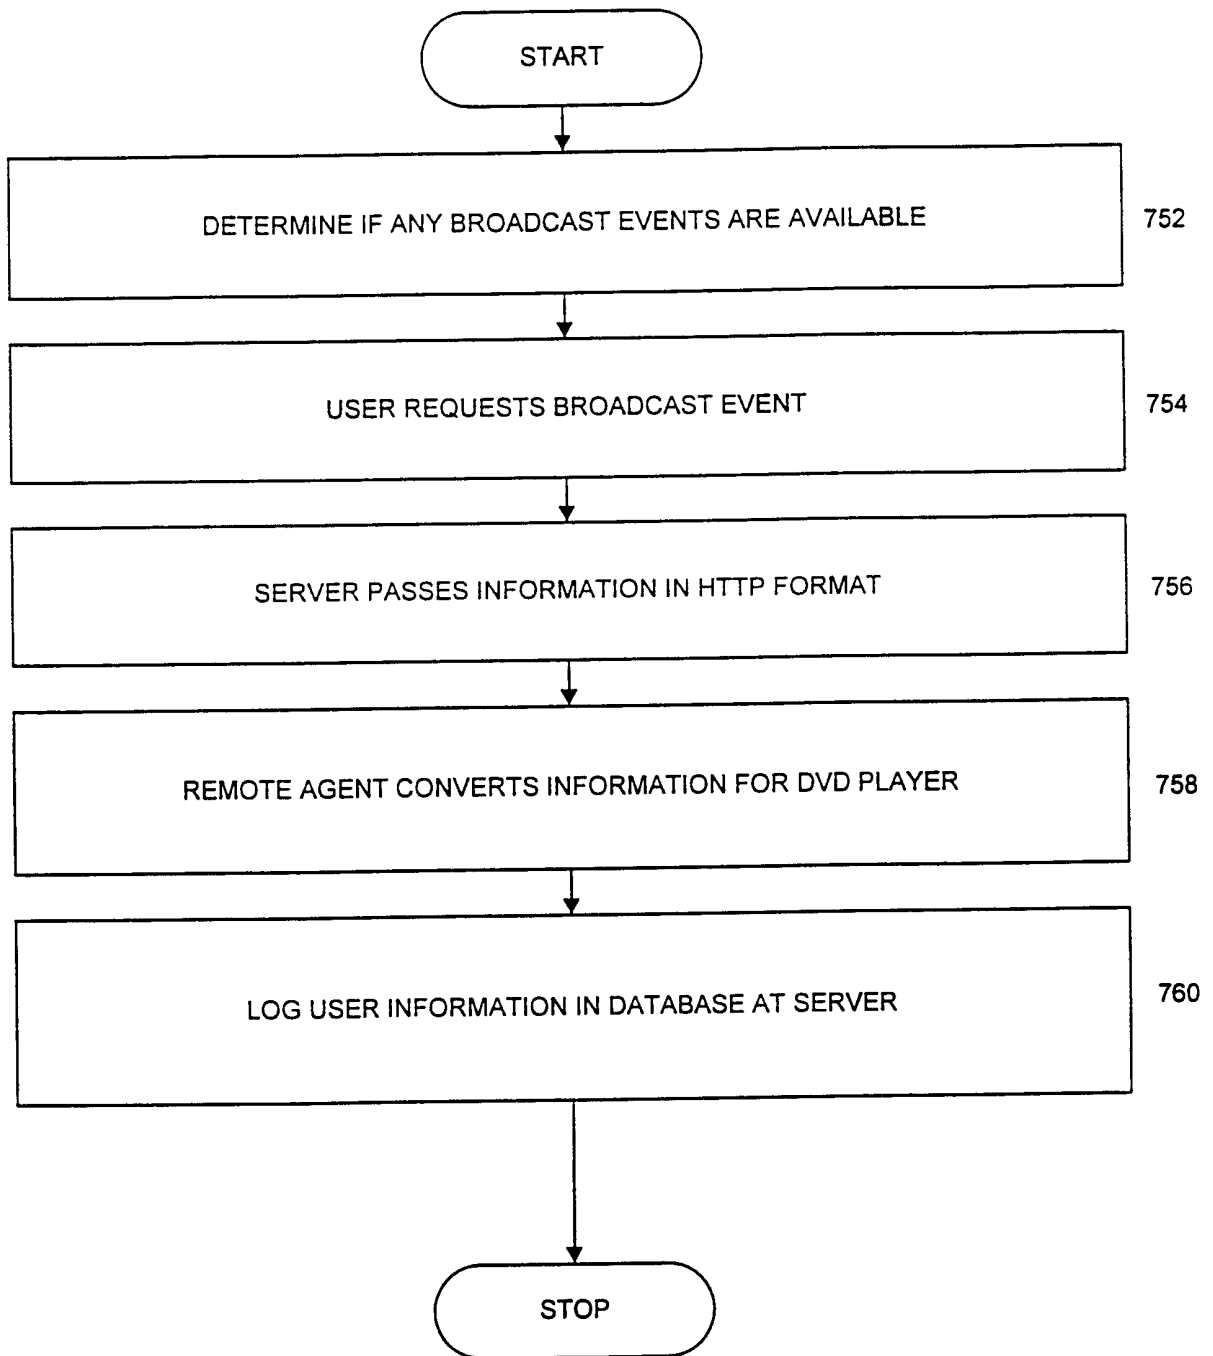 START
DETERMINE IF ANY BROADCAST EVENTS ARE AVAILABLE
752
USER REQUESTS BROADCAST EVENT
754
SERVER PASSES INFORMATION IN HTTP FORMAT
756
REMOTE AGENT CONVERTS INFORMATION FOR DVD PLAYER
758
LOG USER INFORMATION IN DATABASE AT SERVER
760
STOP